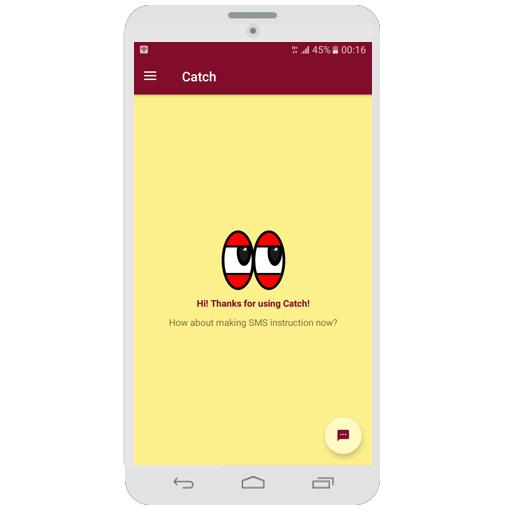 45% 00:16
Catch
Hi! Thanks for using Catch!
How about making SMS instruction now?